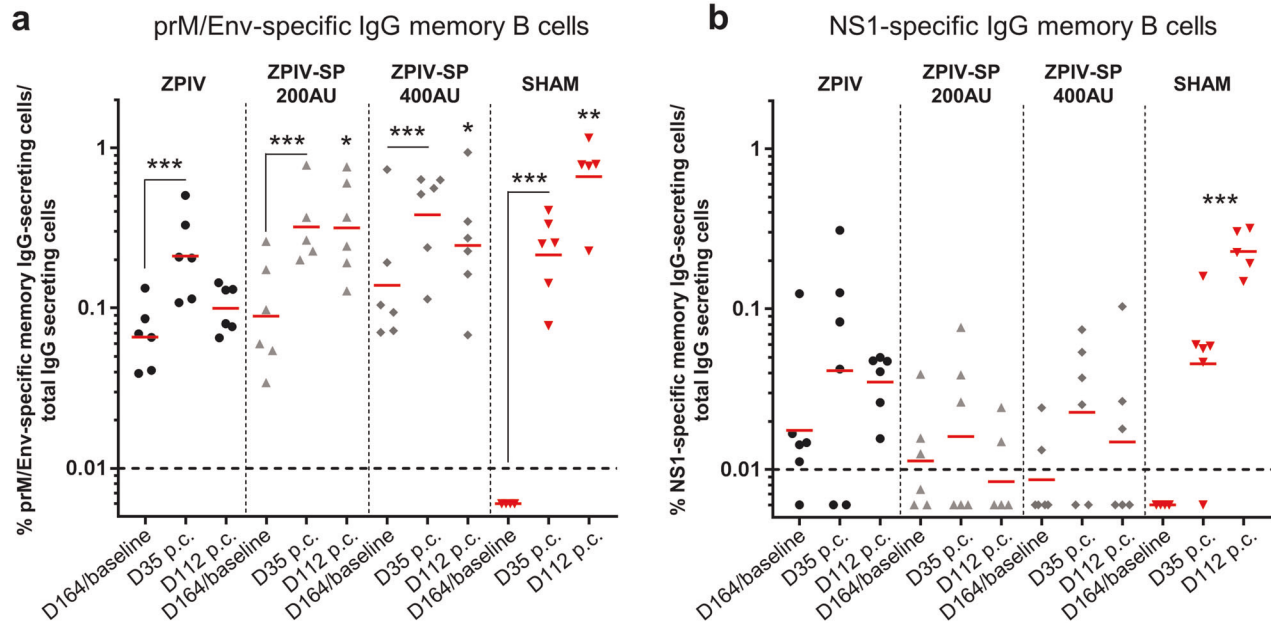 a
prM/Env-specific IgG memory B cells
ZPIV
ZPIV-SP
200AU
ZPIV-SP
400AU
SHAM
% prM/Env-specific memory IgG-secreting cells/
total IgG secreting cells
1
0.1
0.01
***
***
*
***
*
***
**
D164/baseline
D35 p.c.
D112 p.c.
D164/baseline
D35 p.c.
D112 p.c.
D164/baseline
D35 p.c.
D112 p.c.
D164/baseline
D35 p.c.
D112 p.c.
b
NS1-specific IgG memory B cells
ZPIV
ZPIV-SP
200AU
ZPIV-SP
400AU
SHAM
% NS1-specific memory IgG-secreting cells/
total IgG secreting cells
1
0.1
0.01
***
D164/baseline
D35 p.c.
D112 p.c.
D164/baseline
D35 p.c.
D112 p.c.
D164/baseline
D35 p.c.
D112 p.c.
D164/baseline
D35 p.c.
D112 p.c.